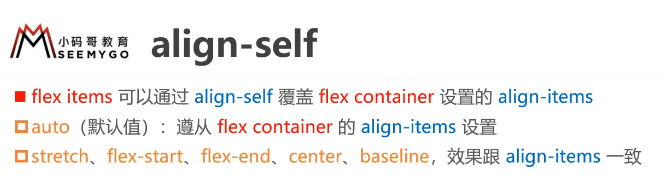 小码哥教育
SEEMYGO
align-self
flex items 可以通过 align-self 覆盖 flex container 设置的 align-items
auto（默认值）：遵从 flex container 的 align-items 设置
stretch、flex-start、flex-end、center、baseline，效果跟 align-items 一致